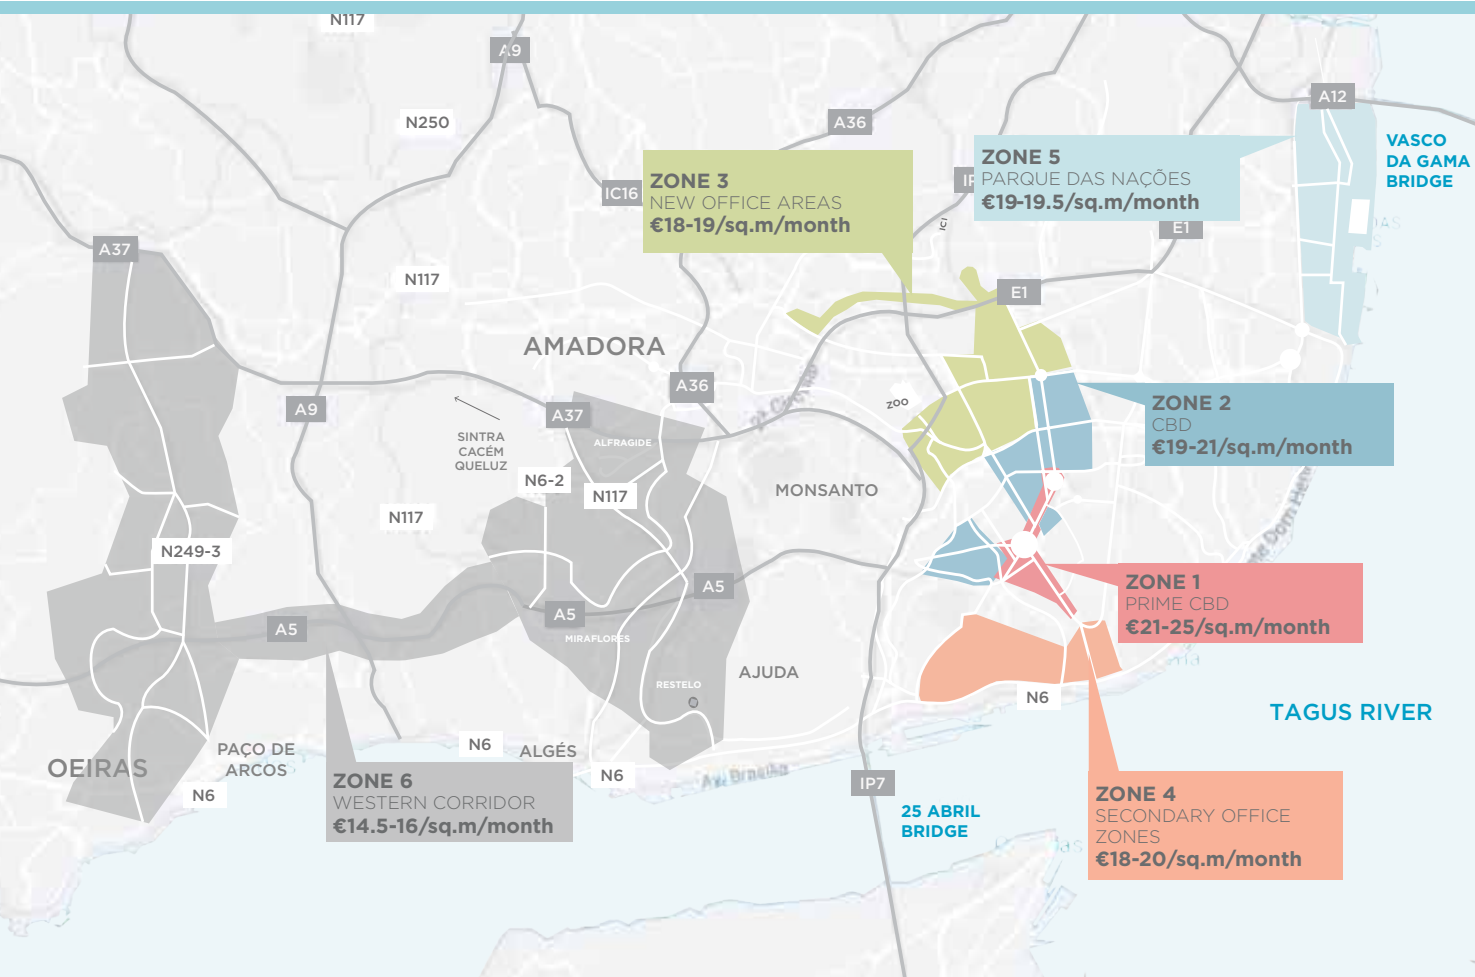 N117
A9
A12
N250
A36
VASCO
DA GAMA
BRIDGE
ZONE 5
PARQUE DAS NAÇÕES
€19-19.5/sq.m/month
ZONE 3
NEW OFFICE AREAS
€18-19/sq.m/month
IC16
E1
A37
N117
E1
AMADORA
A36
A9
A37
ZOO
ZONE 2
CBD
€19-21/sq.m/month
SINTRA
CACÉM
QUELUZ
ALFRAGIDE
N6-2
N117
MONSANTO
N117
N249-3
A5
ZONE 1
PRIME CBD
€21-25/sq.m/month
A5
A5
MIRAFLORES
AJUDA
RESTELO
N6
TAGUS RIVER
OEIRAS
PAÇO DE
ARCOS
N6
N6
ALGÉS
N6
ZONE 6
WESTERN CORRIDOR
€14.5-16/sq.m/month
IP7
25 ABRIL
BRIDGE
ZONE 4
SECONDARY OFFICE
ZONES
€18-20/sq.m/month